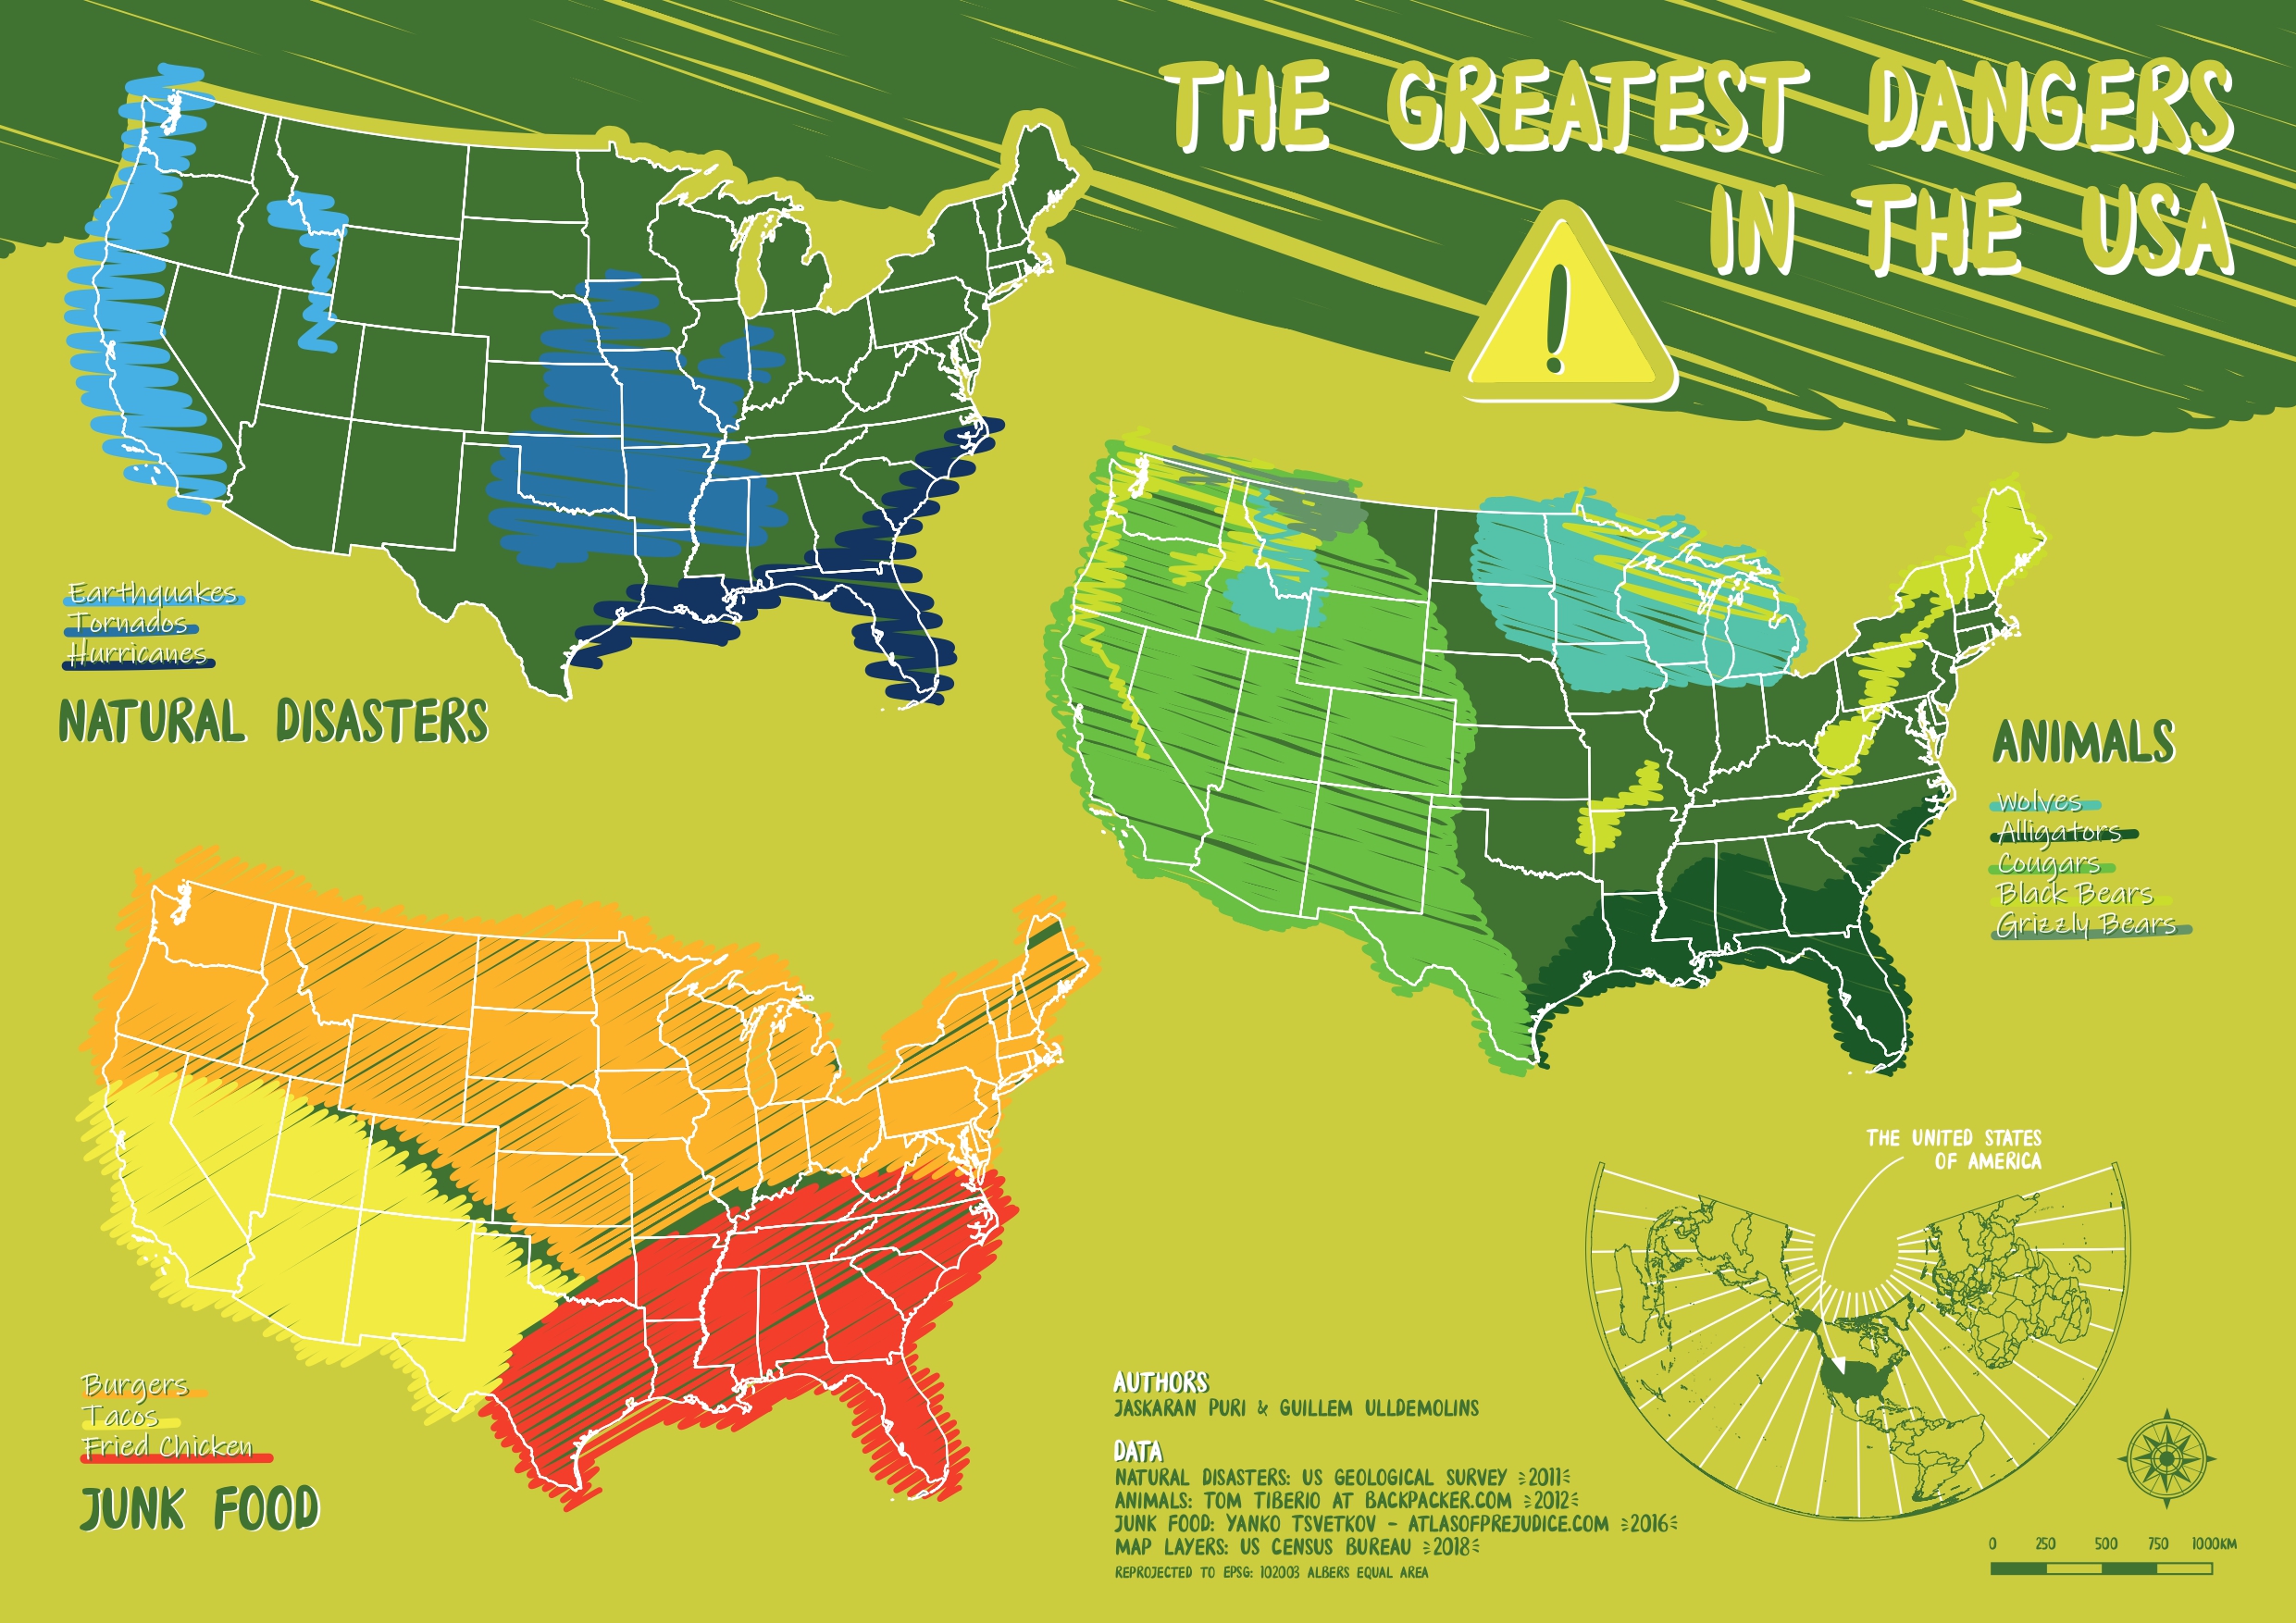 THE GREATEST DANGERS
IN THE USA
!
Earthquakes
Tornados
Hurricanes
NATURAL DISASTERS
ANIMALS
Wolves
Alligators
Cougars
Black Bears
Grizzly Bears
Burgers
Tacos
Fried Chicken
JUNK FOOD
THE UNITED STATES
OF AMERICA
AUTHORS
JASKARAN PURI & GUILLEM ULLDEMOLINS
DATA
NATURAL DISASTERS: US GEOLOGICAL SURVEY 2011
ANIMALS: TOM TIBERIO AT BACKPACKER.COM 2012
JUNK FOOD: YANKO TSVETKOV - ATLASOFPREJUDICE.COM 2016
MAP LAYERS: US CENSUS BUREAU 2018
REPROJECTED TO EPSG: 102003 ALBERS EQUAL AREA
0 250 500 750 1000KM